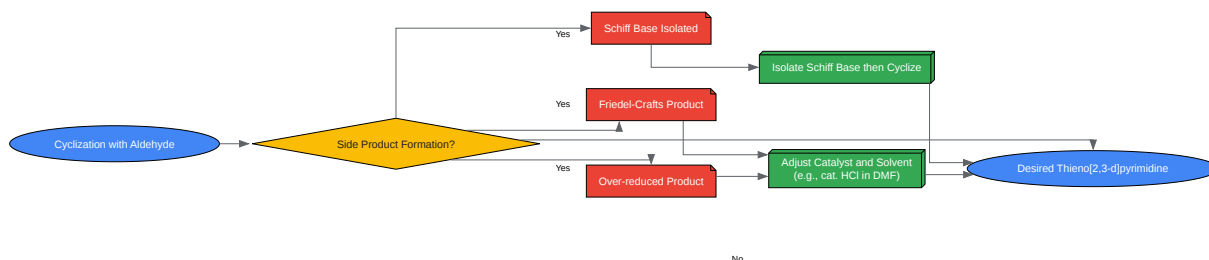 Schiff Base Isolated
Yes
Isolate Schiff Base then Cyclize
Yes
Friedel-Crafts Product
Cyclization with Aldehyde
Side Product Formation?
Adjust Catalyst and Solvent
(e.g., cat. HCl in DMF)
Desired Thieno[2,3-d]pyrimidine
Yes
Over-reduced Product
No